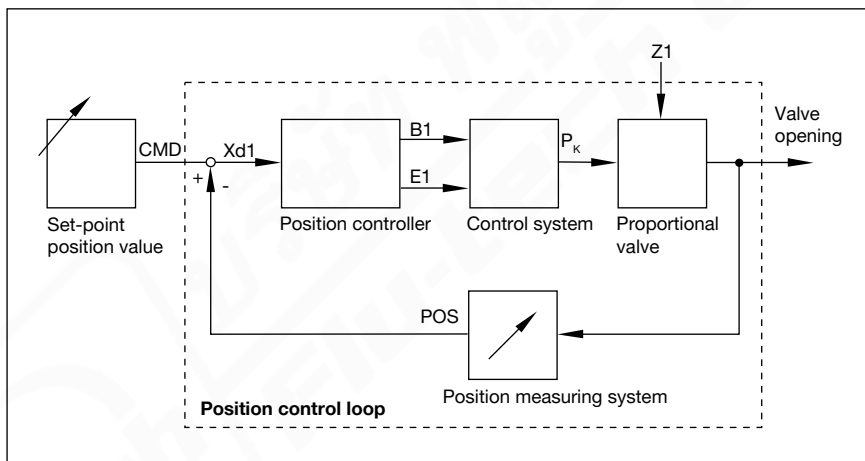 Z1
Valve
opening
CMD
+
-
Xd1
B1
E1
P_K
Set-point
position value
Position controller
Control system
Proportional
valve
POS
Position measuring system
Position control loop